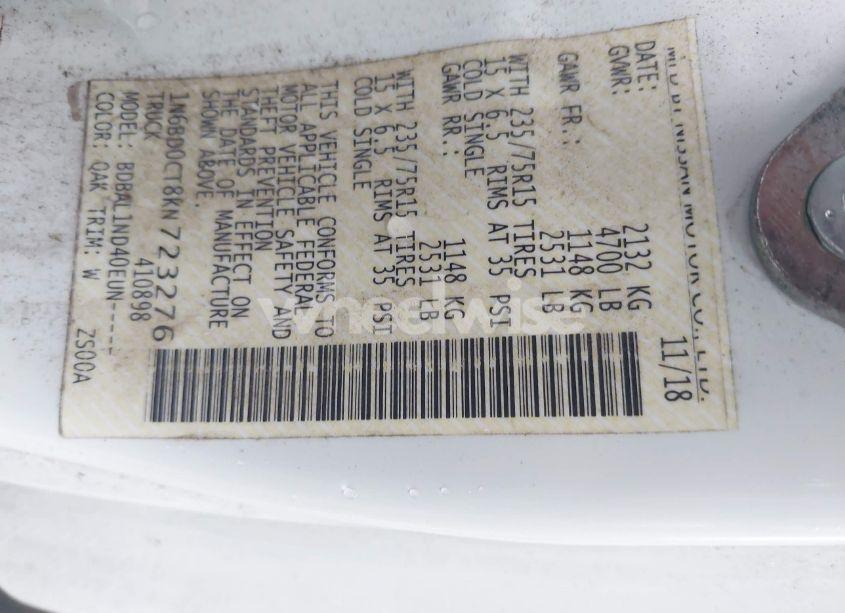 MFD BY NISSAN MOTOR CO., LTD.
DATE: 11/18
GVWR: 2132 KG
4700 LB
GAWR FR.: 1148 KG
2531 LB
WITH 235/75R15 TIRES
15 X 6.5 RIMS AT 35 PSI
COLD SINGLE
GAWR RR.: 1148 KG
2531 LB
WITH 235/75R15 TIRES
15 X 6.5 RIMS AT 35 PSI
COLD SINGLE
THIS VEHICLE CONFORMS TO
ALL APPLICABLE FEDERAL
MOTOR VEHICLE SAFETY AND
THEFT PREVENTION
STANDARDS IN EFFECT ON
THE DATE OF MANUFACTURE
SHOWN ABOVE.
1N6BD0CT8KN723276
TRUCK 410898
MODEL: BDBALIND40EUN-----
COLOR: QAK TRIM: W ZS00A
wheelwise